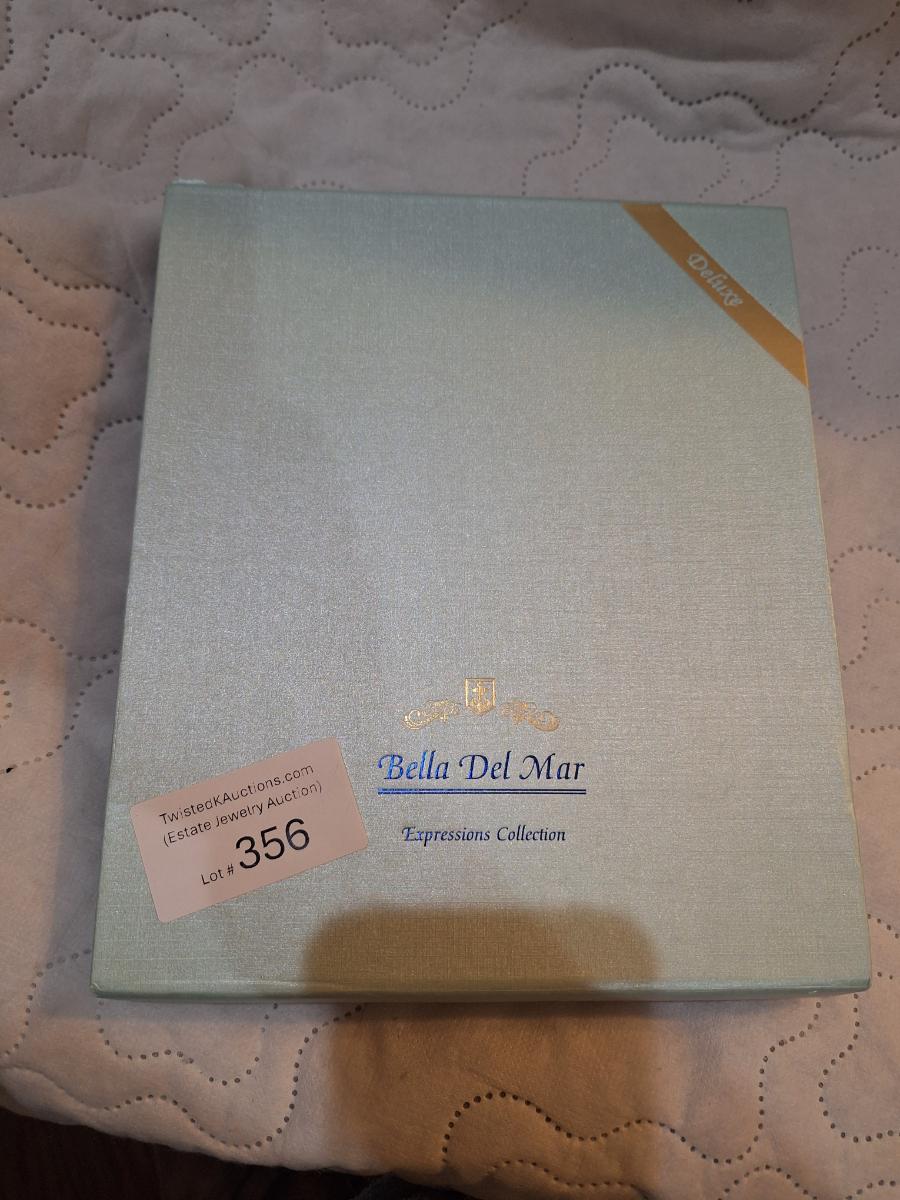 Deluxe
Bella Del Mar
Expressions Collection
TwistedKAuctions.com
(Estate Jewelry Auction)
Lot # 356